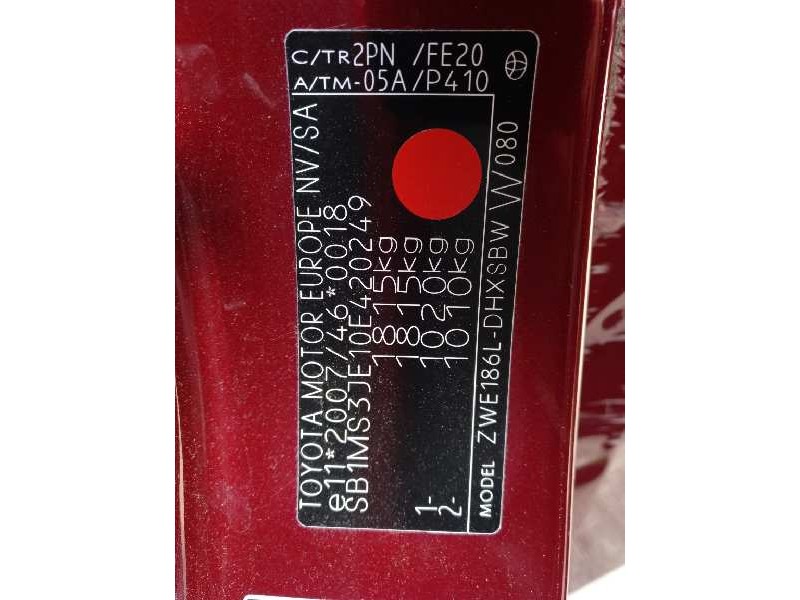 C/TR2PN /FE20
A/TM-05A/P410
TOYOTA MOTOR EUROPE NV/SA
e11*2007/46*0018
SB1MS3JE10E420249
1815kg
1815kg
1- 1020kg
2- 1010kg
MODEL ZWE186L-DHXSBW W080